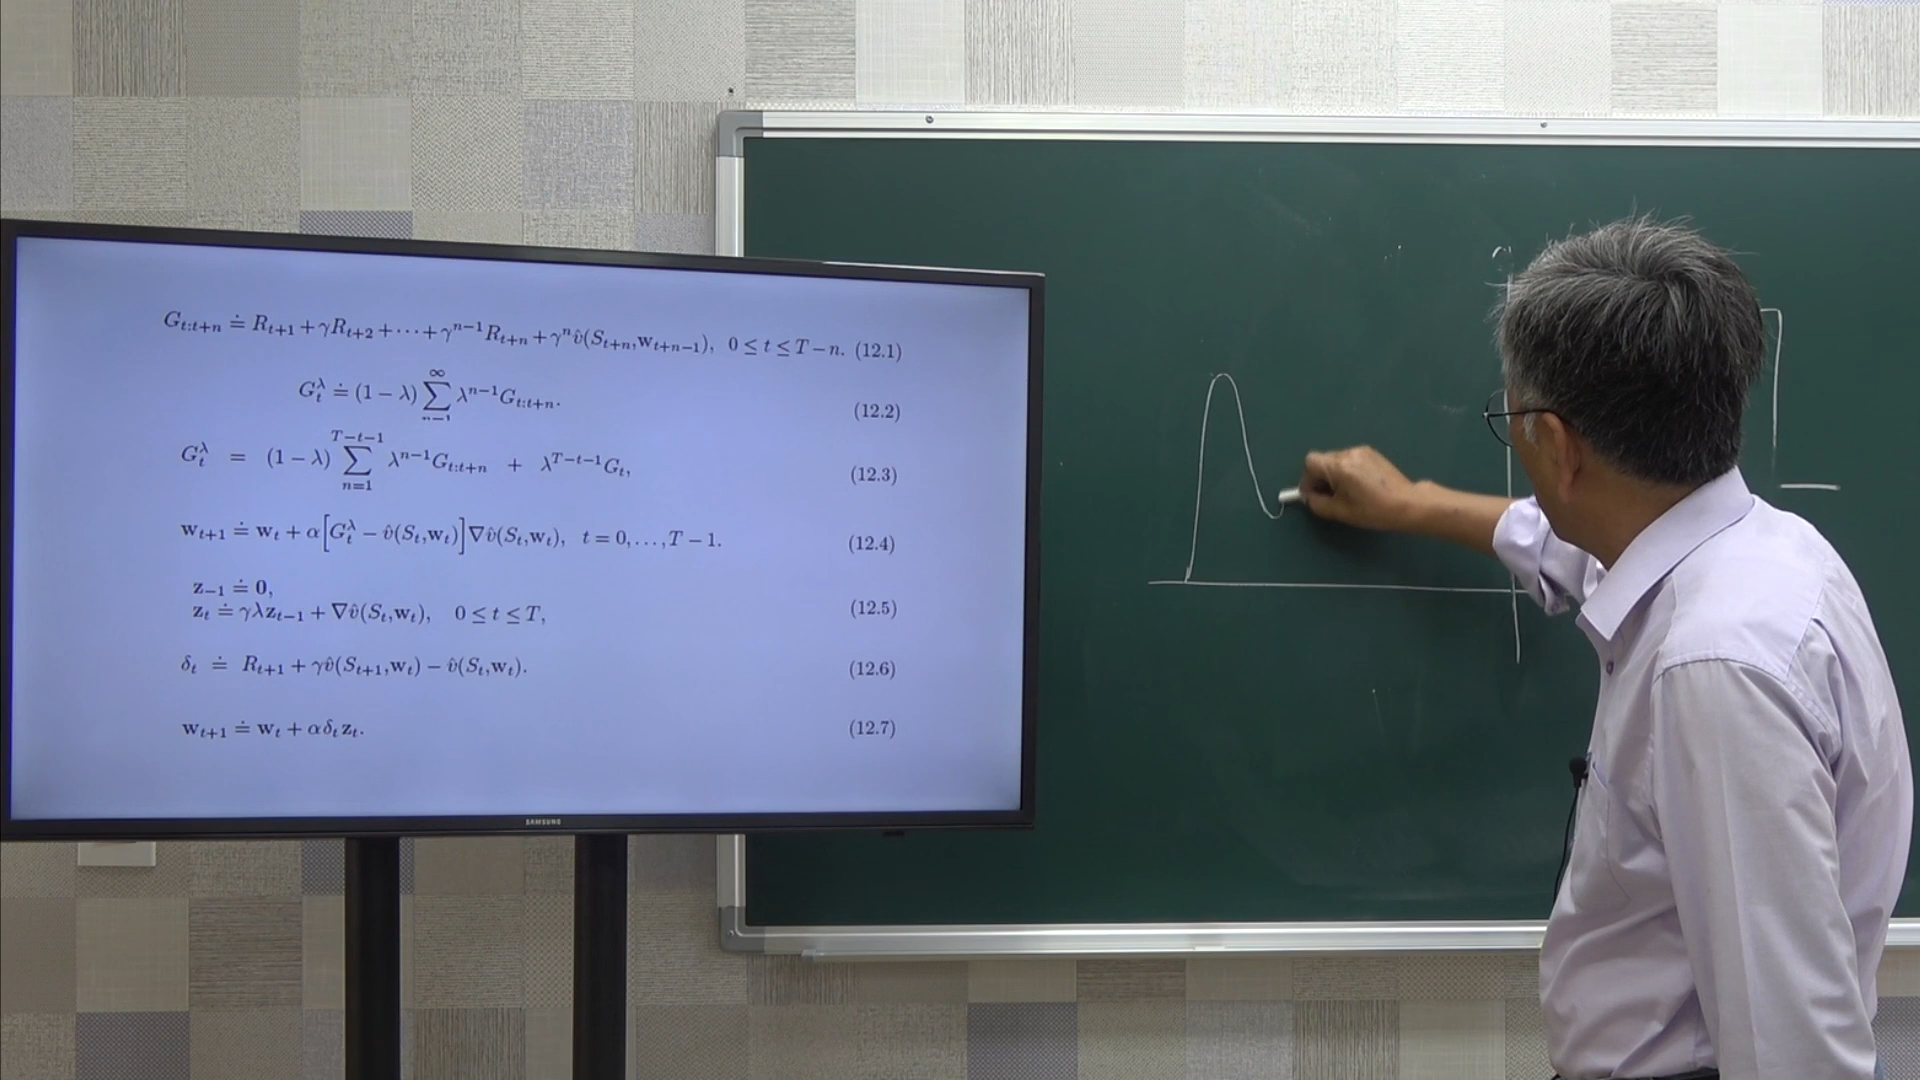 G_{t:t+n} ≐ R_{t+1} + γR_{t+2} + ··· + γ^{n−1}R_{t+n} + γ^n v̂(S_{t+n},w_{t+n−1}), 0 ≤ t ≤ T−n. (12.1)
G_t^λ ≐ (1−λ) ∑_{n=1}^{∞} λ^{n−1}G_{t:t+n}. (12.2)
G_t^λ = (1−λ) ∑_{n=1}^{T−t−1} λ^{n−1}G_{t:t+n} + λ^{T−t−1}G_t, (12.3)
w_{t+1} ≐ w_t + α[G_t^λ − v̂(S_t,w_t)]∇v̂(S_t,w_t), t = 0,...,T−1. (12.4)
z_{−1} ≐ 0,
z_t ≐ γλz_{t−1} + ∇v̂(S_t,w_t), 0 ≤ t ≤ T, (12.5)
δ_t ≐ R_{t+1} + γv̂(S_{t+1},w_t) − v̂(S_t,w_t). (12.6)
w_{t+1} ≐ w_t + αδ_t z_t. (12.7)
SAMSUNG